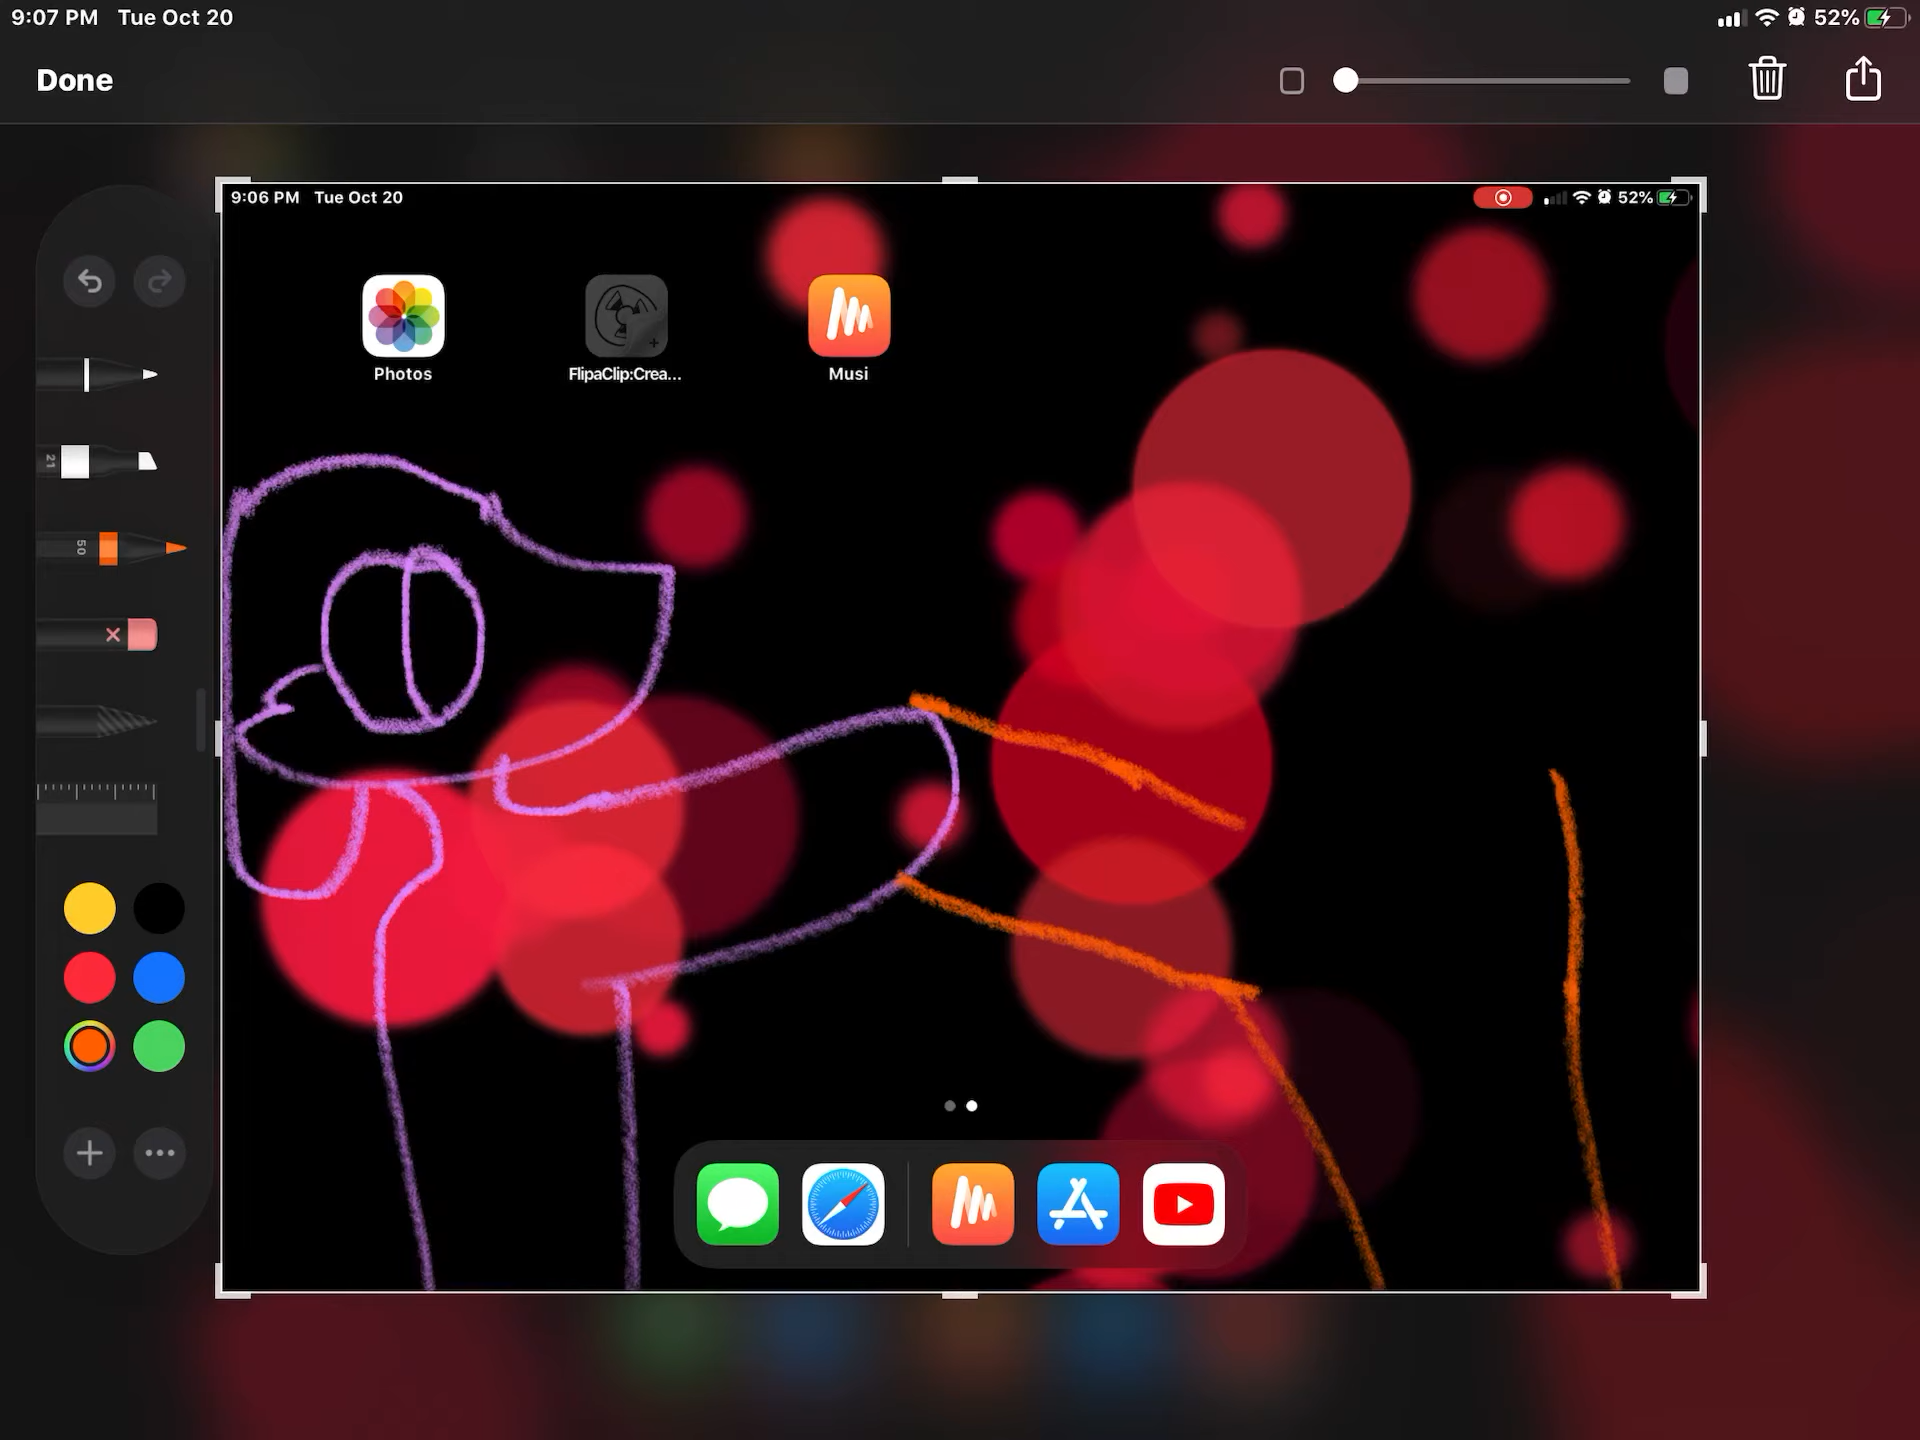 9:07 PM Tue Oct 20 52%
Done
9:06 PM Tue Oct 20 52%
Photos FlipaClip:Crea... Musi
21
50